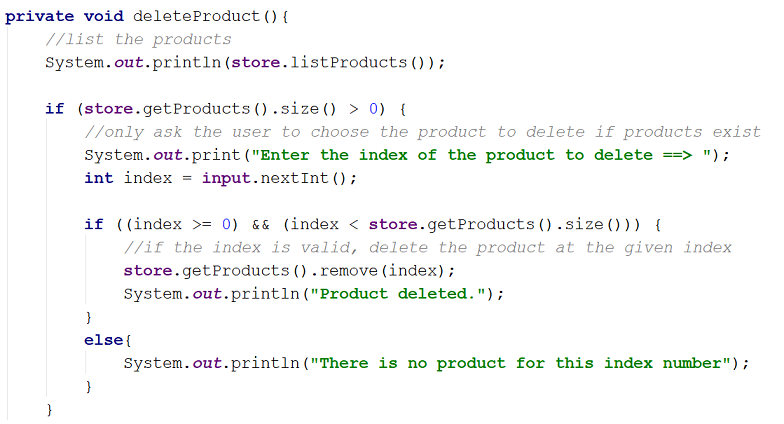 private void deleteProduct(){
    //list the products
    System.out.println(store.listProducts());

    if (store.getProducts().size() > 0) {
        //only ask the user to choose the product to delete if products exist
        System.out.print("Enter the index of the product to delete ==> ");
        int index = input.nextInt();

        if ((index >= 0) && (index < store.getProducts().size())) {
            //if the index is valid, delete the product at the given index
            store.getProducts().remove(index);
            System.out.println("Product deleted.");
        }
        else{
            System.out.println("There is no product for this index number");
        }
    }